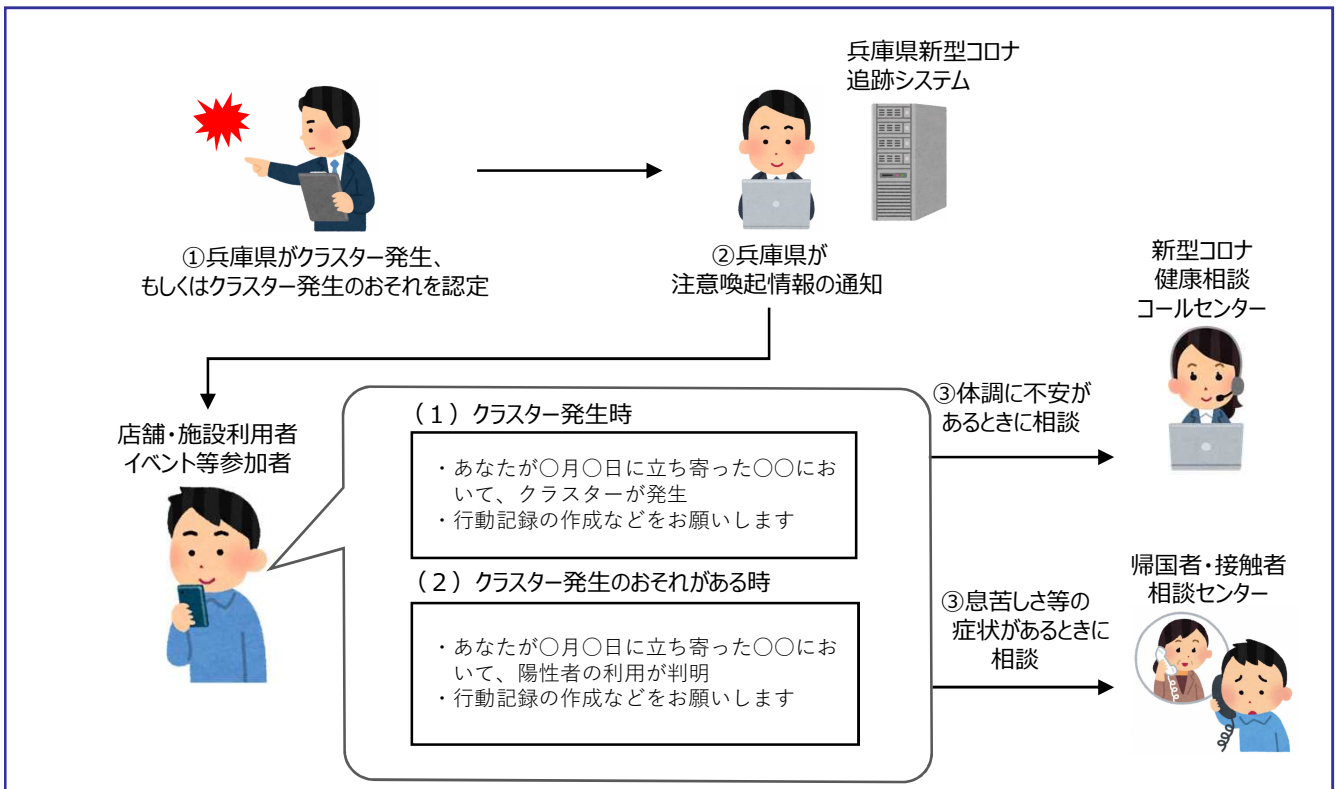 兵庫県新型コロナ
追跡システム
①兵庫県がクラスター発生、
もしくはクラスター発生のおそれを認定
②兵庫県が
注意喚起情報の通知
新型コロナ
健康相談
コールセンター
店舗・施設利用者
イベント等参加者
（１）クラスター発生時
・あなたが〇月〇日に立ち寄った〇〇にお
いて、クラスターが発生
・行動記録の作成などをお願いします
（２）クラスター発生のおそれがある時
・あなたが〇月〇日に立ち寄った〇〇にお
いて、陽性者の利用が判明
・行動記録の作成などをお願いします
③体調に不安が
あるときに相談
③息苦しさ等の
症状があるときに
相談
帰国者・接触者
相談センター